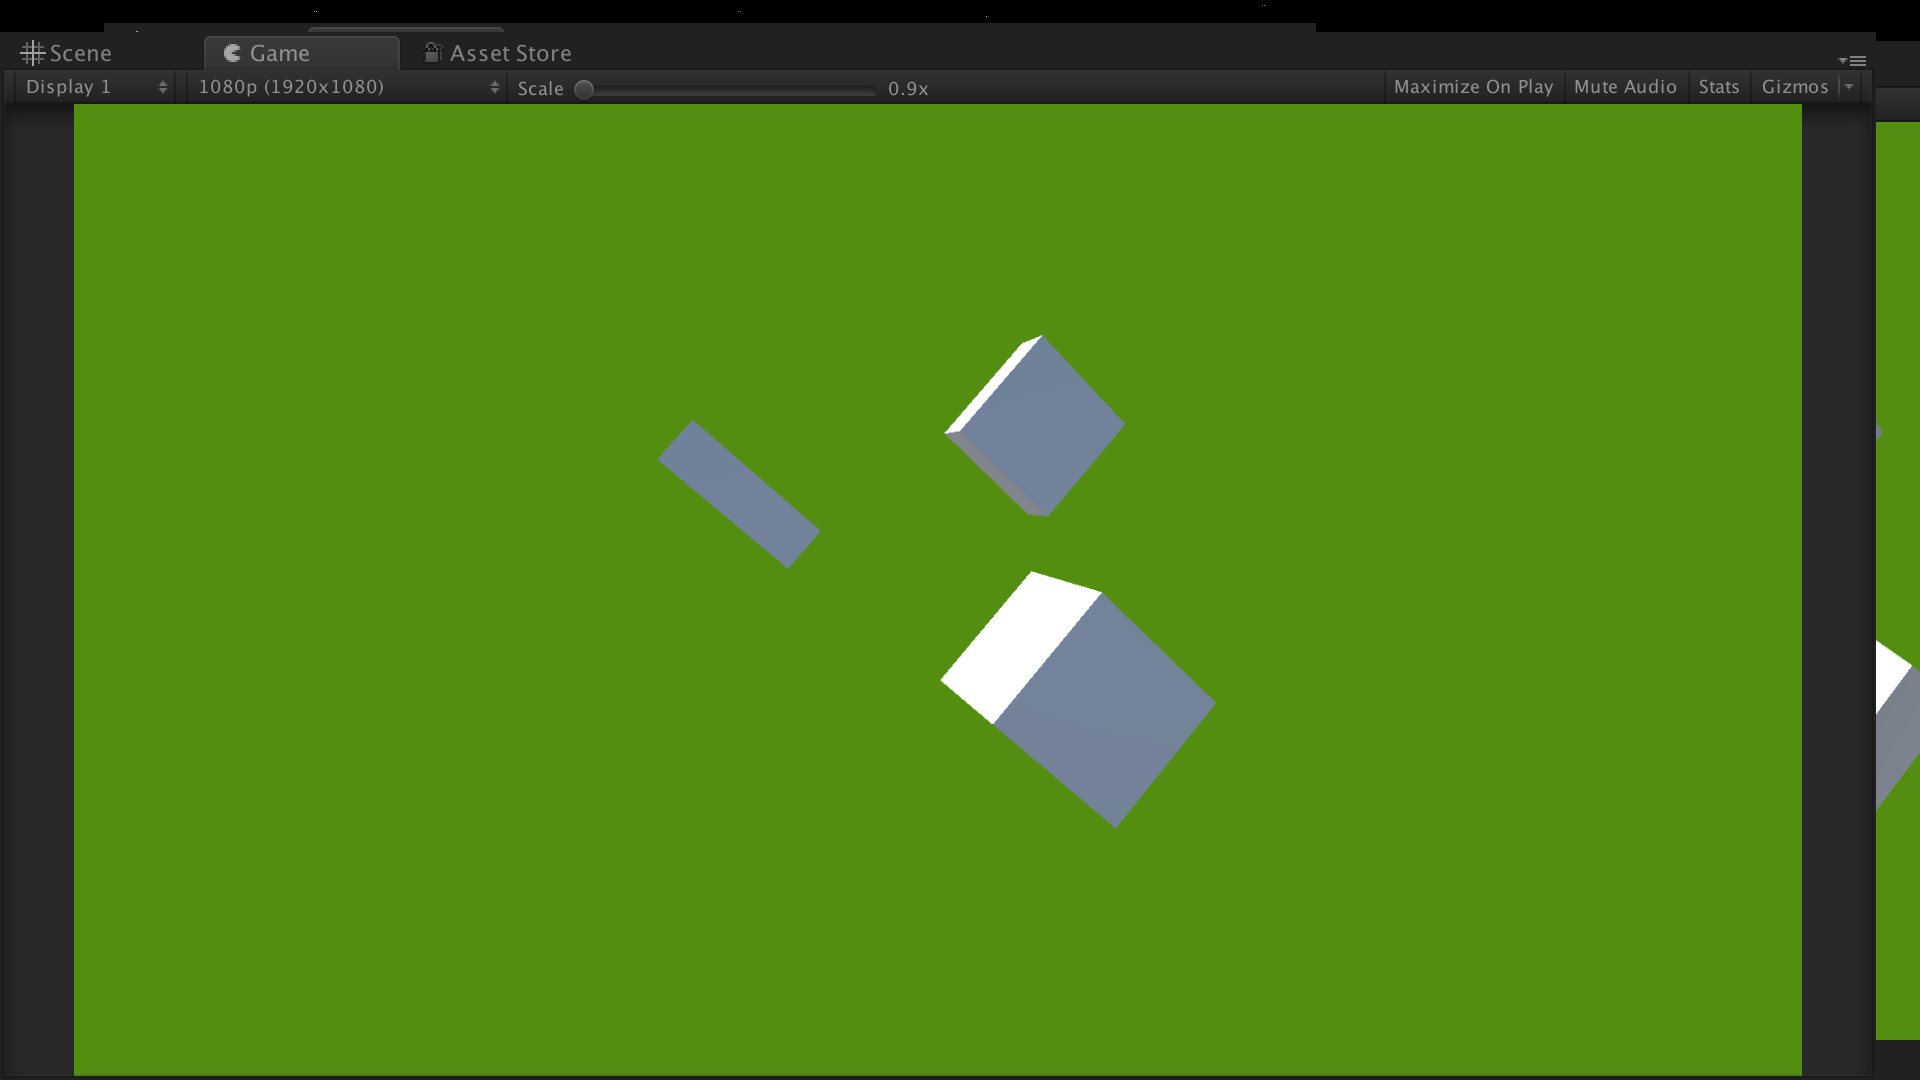 Scene Game Asset Store
Display 1 1080p (1920x1080) Scale 0.9x Maximize On Play Mute Audio Stats Gizmos